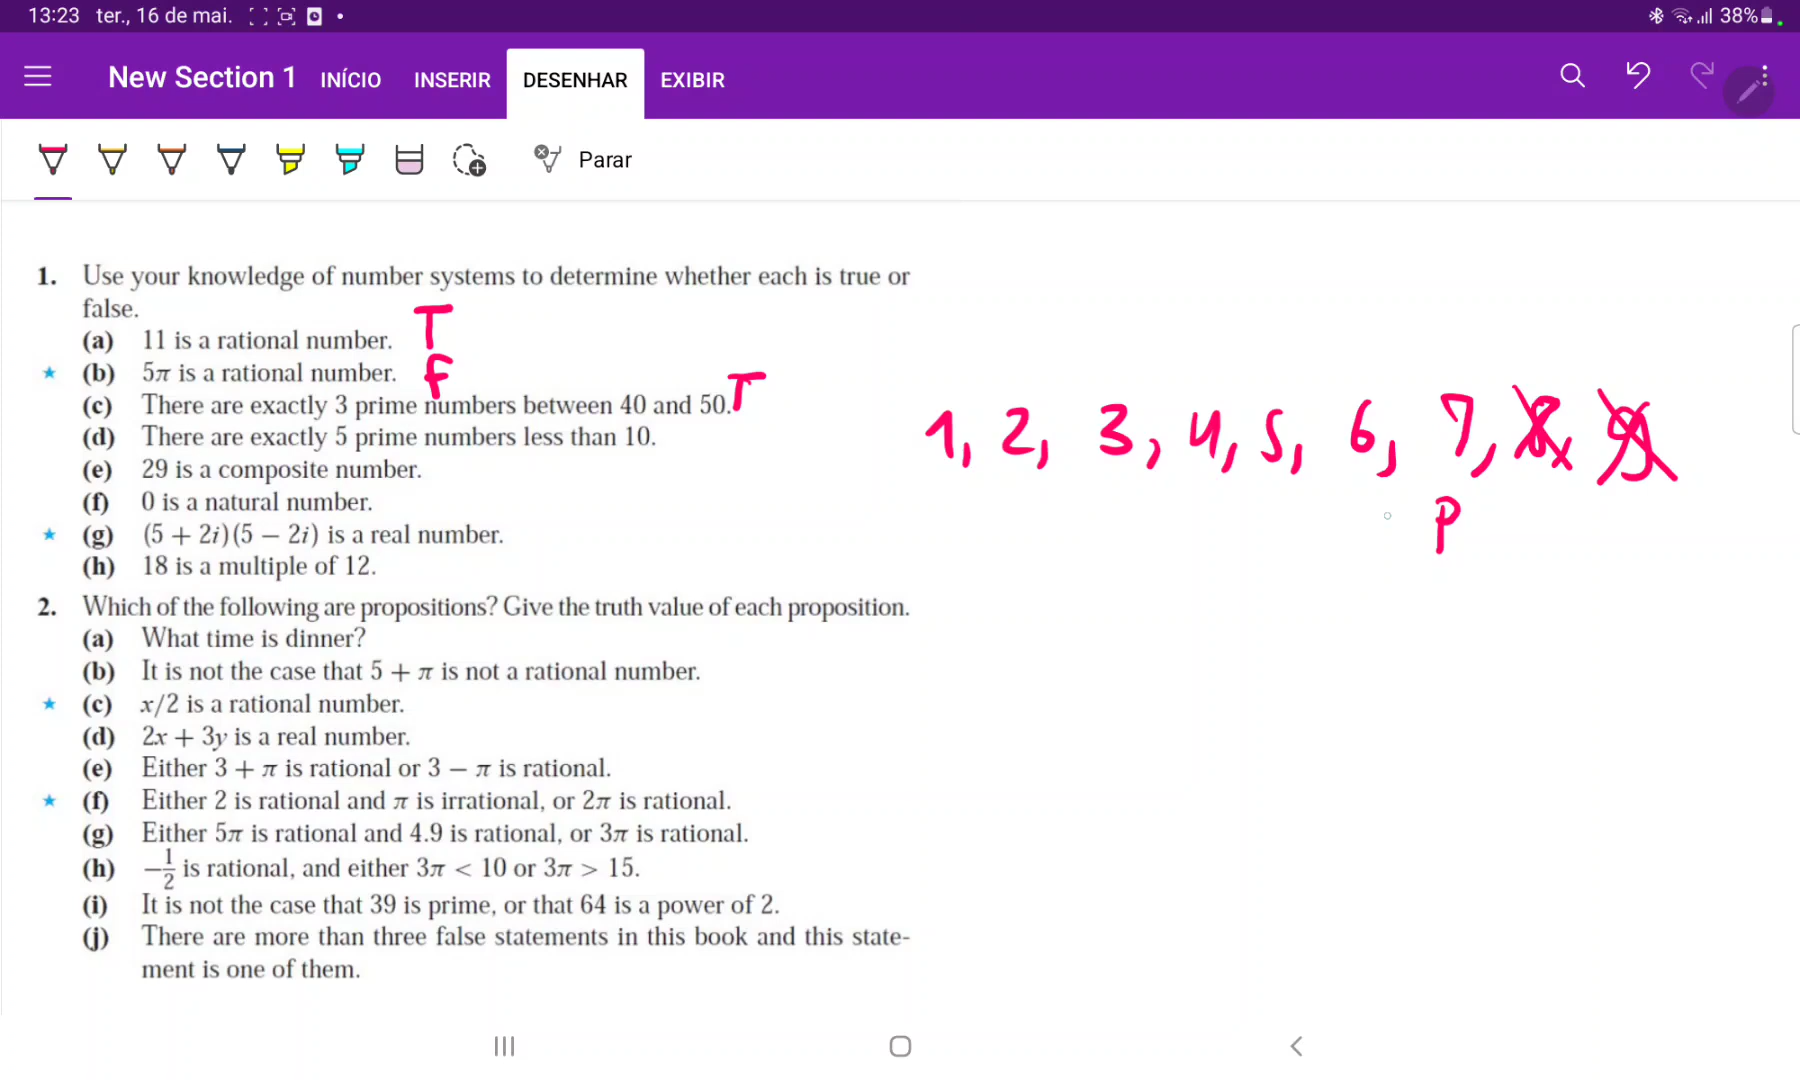 13:23 ter., 16 de mai. 38%
New Section 1 INÍCIO INSERIR DESENHAR EXIBIR
Parar
1. Use your knowledge of number systems to determine whether each is true or
false.
(a) 11 is a rational number. T
★ (b) 5π is a rational number. F
(c) There are exactly 3 prime numbers between 40 and 50. T
(d) There are exactly 5 prime numbers less than 10.
(e) 29 is a composite number.
(f) 0 is a natural number.
★ (g) (5 + 2i)(5 − 2i) is a real number.
(h) 18 is a multiple of 12.
2. Which of the following are propositions? Give the truth value of each proposition.
(a) What time is dinner?
(b) It is not the case that 5 + π is not a rational number.
★ (c) x/2 is a rational number.
(d) 2x + 3y is a real number.
(e) Either 3 + π is rational or 3 − π is rational.
★ (f) Either 2 is rational and π is irrational, or 2π is rational.
(g) Either 5π is rational and 4.9 is rational, or 3π is rational.
(h) −1/2 is rational, and either 3π < 10 or 3π > 15.
(i) It is not the case that 39 is prime, or that 64 is a power of 2.
(j) There are more than three false statements in this book and this state-
ment is one of them.
1, 2, 3, 4, 5, 6, 7, 8, 9
P